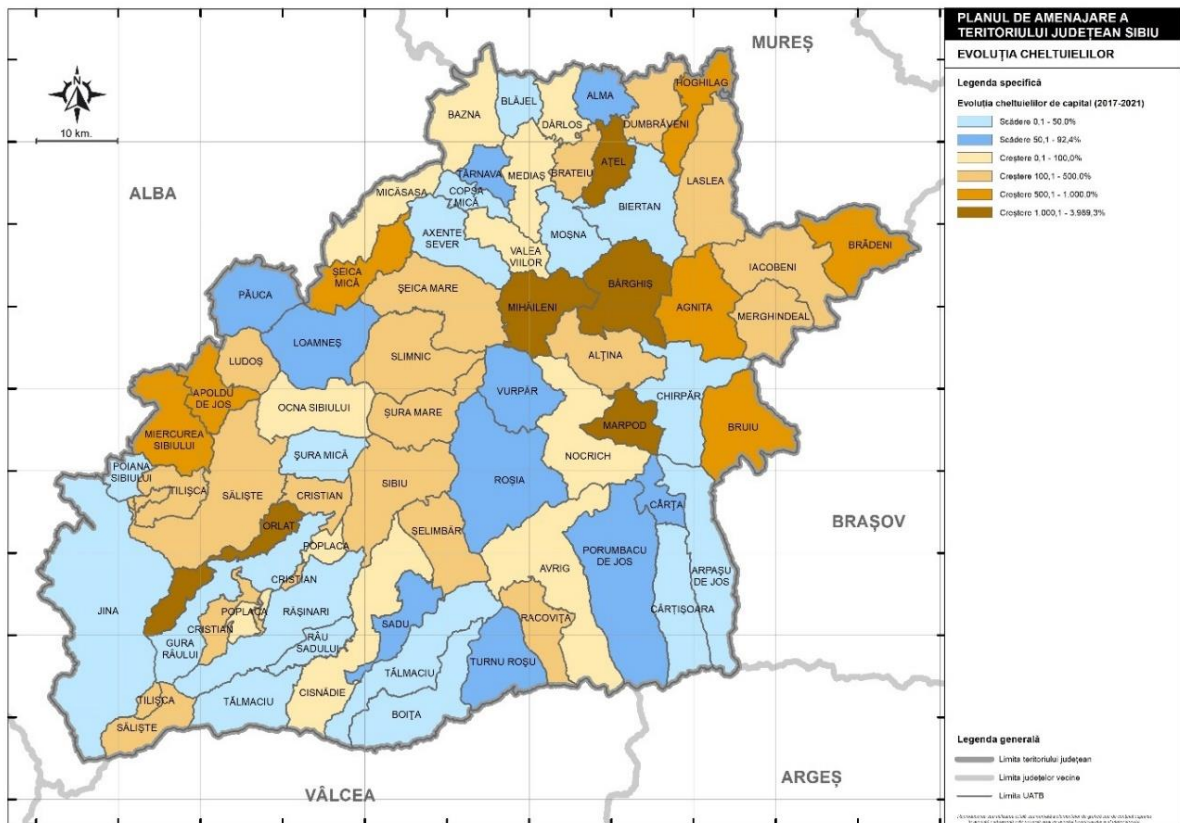 PLANUL DE AMENAJARE A
TERITORIULUI JUDEȚEAN SIBIU
EVOLUȚIA CHELTUIELILOR
Legenda specifică
Evoluția cheltuielilor de capital (2017-2021)
Scădere 0,1 - 50,0%
Scădere 50,1 - 92,4%
Creștere 0,1 - 100,0%
Creștere 100,1 - 500,0%
Creștere 500,1 - 1.000,0%
Creștere 1.000,1 - 3.969,3%
N
10 km.
MUREȘ
ALBA
BRAȘOV
ARGEȘ
VÂLCEA
HOGHILAG
ALMA
BLĂJEL
BAZNA
DÂRLOS
DUMBRĂVENI
AȚEL
TÂRNAVA
MEDIAȘ
BRATEIU
LASLEA
MICĂSASA
COPȘA
MICĂ
BIERTAN
AXENTE
SEVER
MOȘNA
VALEA
VIILOR
BRĂDENI
IACOBENI
ȘEICA
MICĂ
ȘEICA MARE
BÂRGHIȘ
PĂUCA
MIHĂILENI
AGNITA
MERGHINDEAL
LOAMNEȘ
LUDOȘ
SLIMNIC
ALȚINA
APOLDU
DE JOS
VURPĂR
CHIRPĂR
OCNA SIBIULUI
ȘURA MARE
MARPOD
BRUIU
MIERCUREA
SIBIULUI
ȘURA MICĂ
NOCRICH
POIANA
SIBIULUI
TILIȘCA
SĂLIȘTE
CRISTIAN
SIBIU
ROȘIA
CÂRȚA
ORLAT
ȘELIMBĂR
POPLACA
PORUMBACU
DE JOS
AVRIG
ARPAȘU
DE JOS
CRISTIAN
JINA
POPLACA
RĂȘINARI
CÂRȚIȘOARA
RACOVIȚA
SADU
CRISTIAN
GURA
RÂULUI
RÂU
SADULUI
TURNU ROȘU
TĂLMACIU
CISNĂDIE
TILIȘCA
TĂLMACIU
BOIȚA
SĂLIȘTE
Legenda generală
Limita teritoriului județean
Limita județelor vecine
Limita UATB